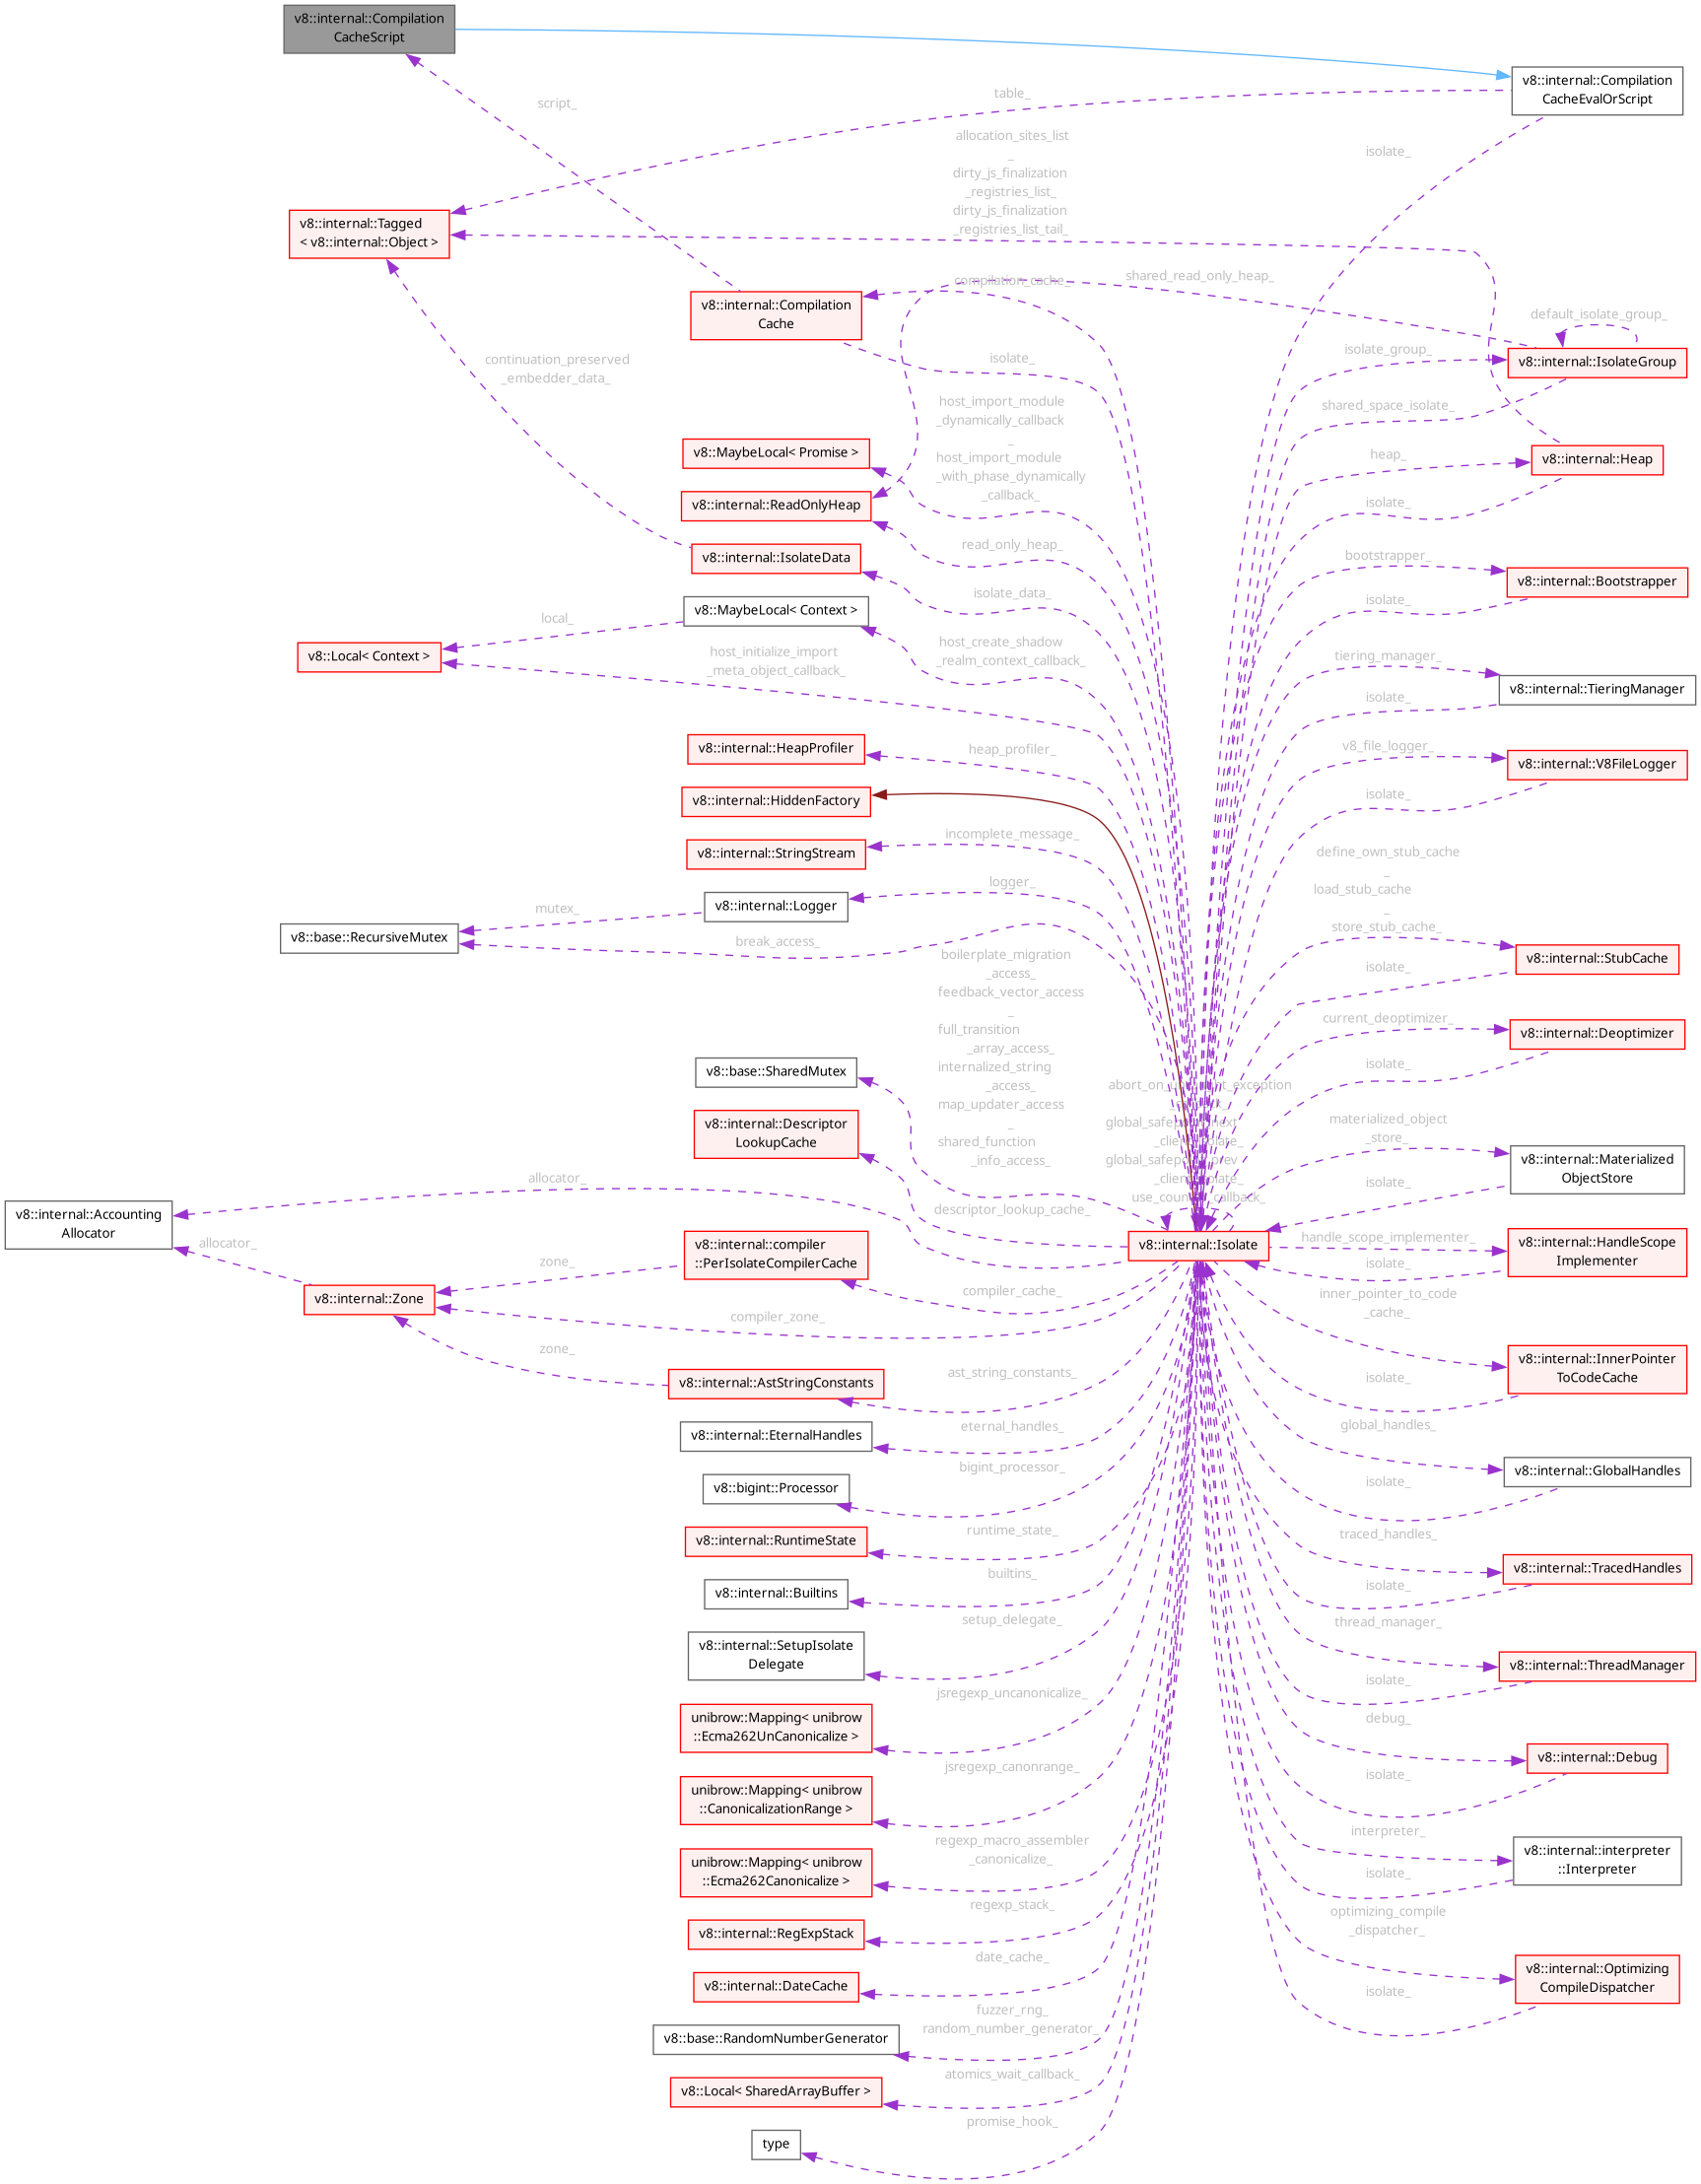 v8::internal::Compilation
CacheScript
v8::internal::Compilation
CacheEvalOrScript
script_
table_
isolate_
allocation_sites_list
_
dirty_js_finalization
_registries_list_
dirty_js_finalization
_registries_list_tail_
v8::internal::Tagged
< v8::internal::Object >
compilation_cache_
shared_read_only_heap_
v8::internal::Compilation
Cache
default_isolate_group_
continuation_preserved
_embedder_data_
isolate_
isolate_group_
v8::internal::IsolateGroup
host_import_module
_dynamically_callback
_
host_import_module
_with_phase_dynamically
_callback_
shared_space_isolate_
v8::MaybeLocal< Promise >
heap_
v8::internal::Heap
v8::internal::ReadOnlyHeap
isolate_
read_only_heap_
v8::internal::IsolateData
bootstrapper_
v8::internal::Bootstrapper
isolate_data_
isolate_
v8::MaybeLocal< Context >
local_
v8::Local< Context >
host_initialize_import
_meta_object_callback_
host_create_shadow
_realm_context_callback_
tiering_manager_
v8::internal::TieringManager
isolate_
v8::internal::HeapProfiler
heap_profiler_
v8_file_logger_
v8::internal::V8FileLogger
v8::internal::HiddenFactory
isolate_
v8::internal::StringStream
incomplete_message_
define_own_stub_cache
_
load_stub_cache
_
store_stub_cache_
logger_
v8::internal::Logger
mutex_
v8::base::RecursiveMutex
break_access_
v8::internal::StubCache
isolate_
boilerplate_migration
_access_
feedback_vector_access
_
full_transition
_array_access_
internalized_string
_access_
map_updater_access
_
shared_function
_info_access_
current_deoptimizer_
v8::internal::Deoptimizer
isolate_
v8::base::SharedMutex
v8::internal::Descriptor
LookupCache
materialized_object
_store_
v8::internal::Materialized
ObjectStore
isolate_
allocator_
descriptor_lookup_cache_
use_counter_callback_
v8::internal::Accounting
Allocator
allocator_
v8::internal::Isolate
handle_scope_implementer_
v8::internal::HandleScope
Implementer
isolate_
v8::internal::compiler
::PerIsolateCompilerCache
zone_
v8::internal::Zone
compiler_cache_
compiler_zone_
inner_pointer_to_code
_cache_
v8::internal::InnerPointer
ToCodeCache
zone_
v8::internal::AstStringConstants
ast_string_constants_
isolate_
v8::internal::EternalHandles
eternal_handles_
global_handles_
v8::internal::GlobalHandles
v8::bigint::Processor
bigint_processor_
isolate_
v8::internal::RuntimeState
runtime_state_
traced_handles_
v8::internal::TracedHandles
v8::internal::Builtins
builtins_
isolate_
v8::internal::SetupIsolate
Delegate
setup_delegate_
thread_manager_
v8::internal::ThreadManager
isolate_
unibrow::Mapping< unibrow
::Ecma262UnCanonicalize >
jsregexp_uncanonicalize_
debug_
v8::internal::Debug
unibrow::Mapping< unibrow
::CanonicalizationRange >
jsregexp_canonrange_
isolate_
unibrow::Mapping< unibrow
::Ecma262Canonicalize >
regexp_macro_assembler
_canonicalize_
interpreter_
v8::internal::interpreter
::Interpreter
isolate_
v8::internal::RegExpStack
regexp_stack_
optimizing_compile
_dispatcher_
v8::internal::DateCache
date_cache_
v8::internal::Optimizing
CompileDispatcher
isolate_
v8::base::RandomNumberGenerator
fuzzer_rng_
random_number_generator_
v8::Local< SharedArrayBuffer >
atomics_wait_callback_
type
promise_hook_